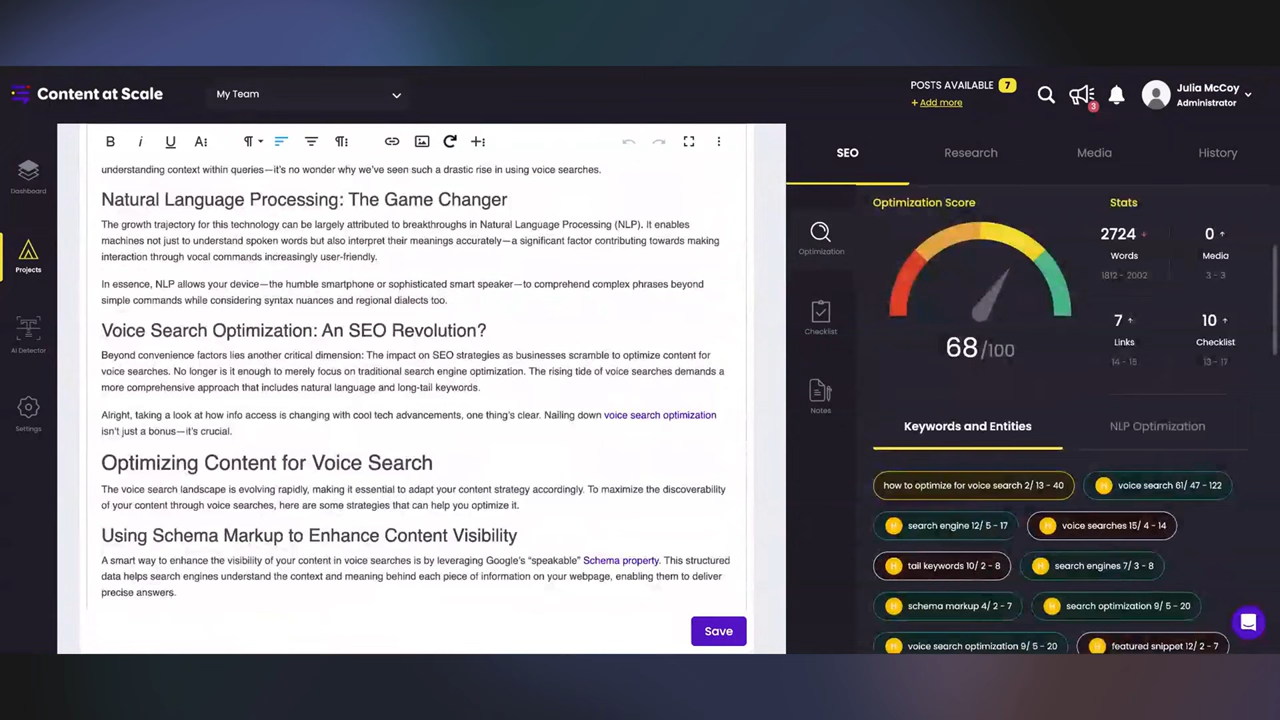 Content at Scale
My Team
POSTS AVAILABLE 7
+ Add more
3
Julia McCoy
Administrator
Dashboard
Projects
AI Detector
Settings
B i U A
understanding context within queries—it's no wonder why we've seen such a drastic rise in using voice searches.
Natural Language Processing: The Game Changer
The growth trajectory for this technology can be largely attributed to breakthroughs in Natural Language Processing (NLP). It enables
machines not just to understand spoken words but also interpret their meanings accurately—a significant factor contributing towards making
interaction through vocal commands increasingly user-friendly.
In essence, NLP allows your device—the humble smartphone or sophisticated smart speaker—to comprehend complex phrases beyond
simple commands while considering syntax nuances and regional dialects too.
Voice Search Optimization: An SEO Revolution?
Beyond convenience factors lies another critical dimension: The impact on SEO strategies as businesses scramble to optimize content for
voice searches. No longer is it enough to merely focus on traditional search engine optimization. The rising tide of voice searches demands a
more comprehensive approach that includes natural language and long-tail keywords.
Alright, taking a look at how info access is changing with cool tech advancements, one thing's clear. Nailing down voice search optimization
isn't just a bonus—it's crucial.
Optimizing Content for Voice Search
The voice search landscape is evolving rapidly, making it essential to adapt your content strategy accordingly. To maximize the discoverability
of your content through voice searches, here are some strategies that can help you optimize it.
Using Schema Markup to Enhance Content Visibility
A smart way to enhance the visibility of your content in voice searches is by leveraging Google's "speakable" Schema property. This structured
data helps search engines understand the context and meaning behind each piece of information on your webpage, enabling them to deliver
precise answers.
Save
SEO
Research
Media
History
Optimization
Checklist
Notes
Optimization Score
68/100
Stats
2724
Words
1812 - 2002
0
Media
3 - 3
7
Links
14 - 15
10
Checklist
13 - 17
Keywords and Entities
NLP Optimization
how to optimize for voice search 2/ 13 - 40
H voice search 61/ 47 - 122
H search engine 12/ 5 - 17
H voice searches 15/ 4 - 14
H tail keywords 10/ 2 - 8
H search engines 7/ 3 - 8
H schema markup 4/ 2 - 7
H search optimization 9/ 5 - 20
H voice search optimization 9/ 5 - 20
H featured snippet 12/ 2 - 7